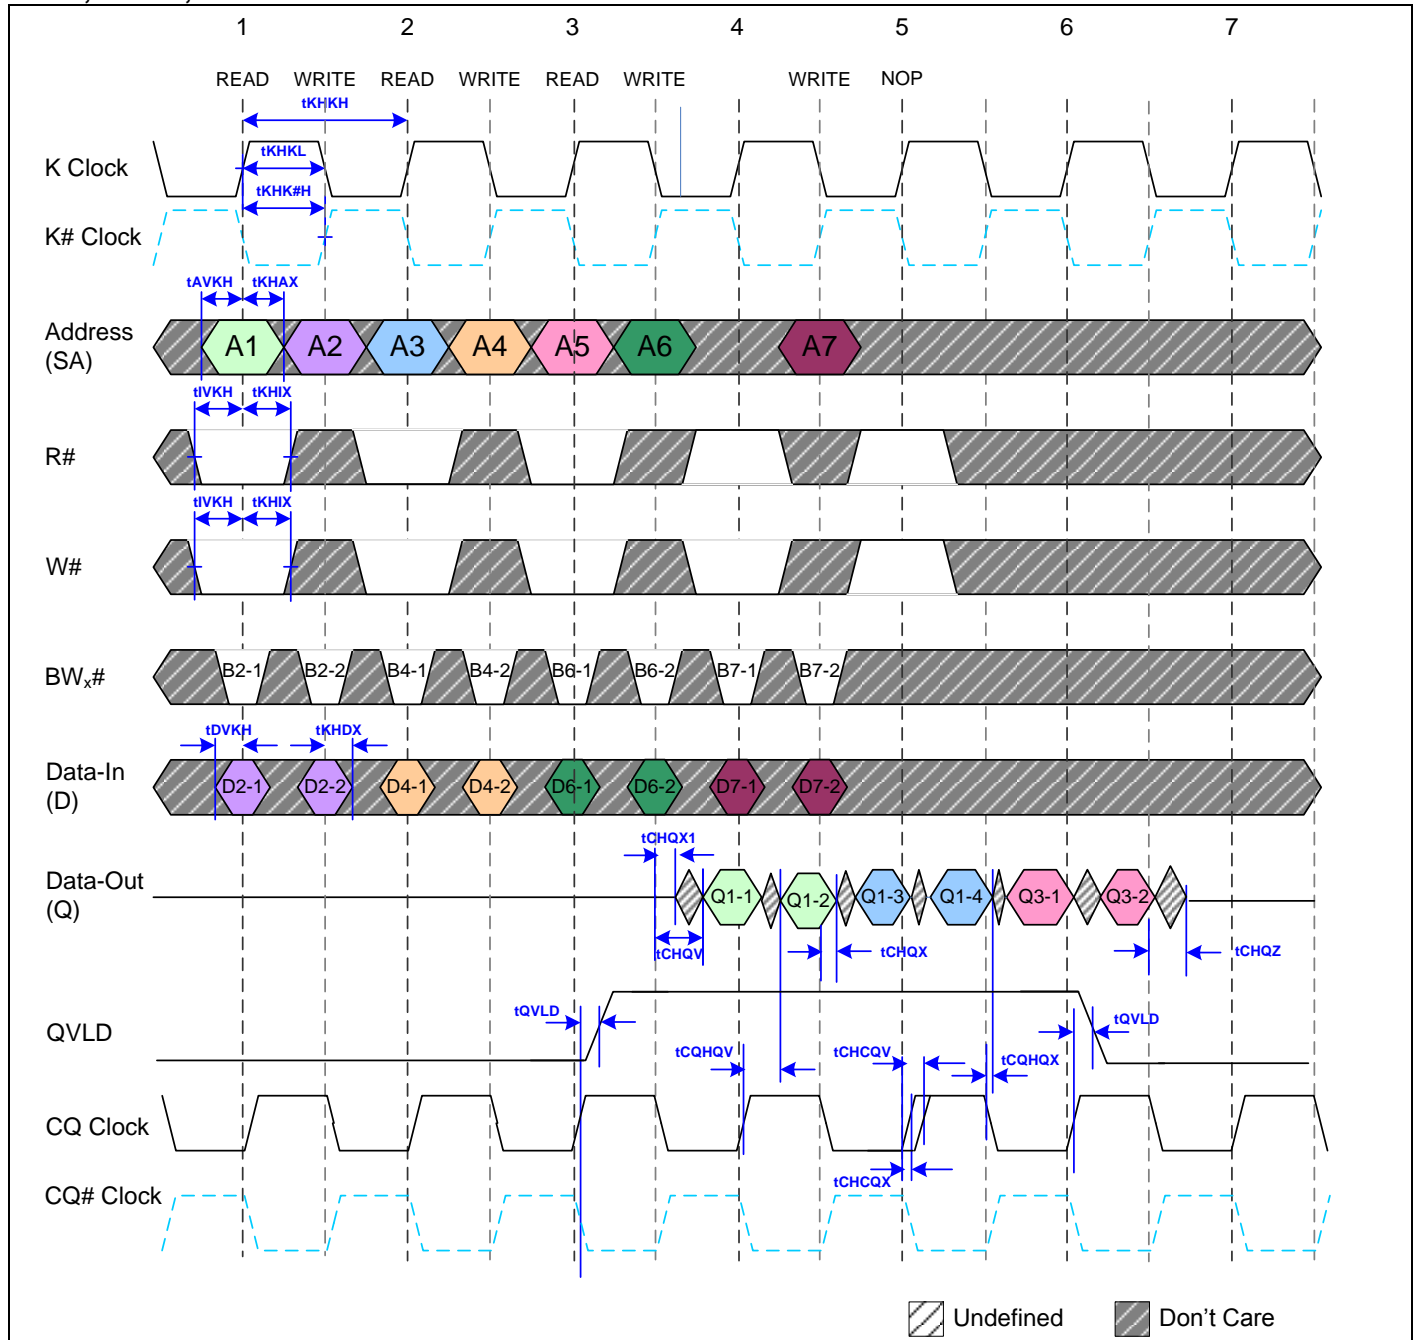 1 2 3 4 5 6 7
READ WRITE READ WRITE READ WRITE WRITE NOP
tKHKH
K Clock
tKHKL
tKHK#H
K# Clock
tAVKH tKHAX
Address
(SA)
A1 A2 A3 A4 A5 A6 A7
tIVKH tKHIX
R#
tIVKH tKHIX
W#
BWx#
B2-1 B2-2 B4-1 B4-2 B6-1 B6-2 B7-1 B7-2
tDVKH tKHDX
Data-In
(D)
D2-1 D2-2 D4-1 D4-2 D6-1 D6-2 D7-1 D7-2
tCHQX1
Data-Out
(Q)
Q1-1 Q1-2 Q1-3 Q1-4 Q3-1 Q3-2
tCHQV tCHQX tCHQZ
QVLD
tQVLD tQVLD
tCQHQV tCHCQV tCQHQX
CQ Clock
tCHCQX
CQ# Clock
Undefined Don't Care